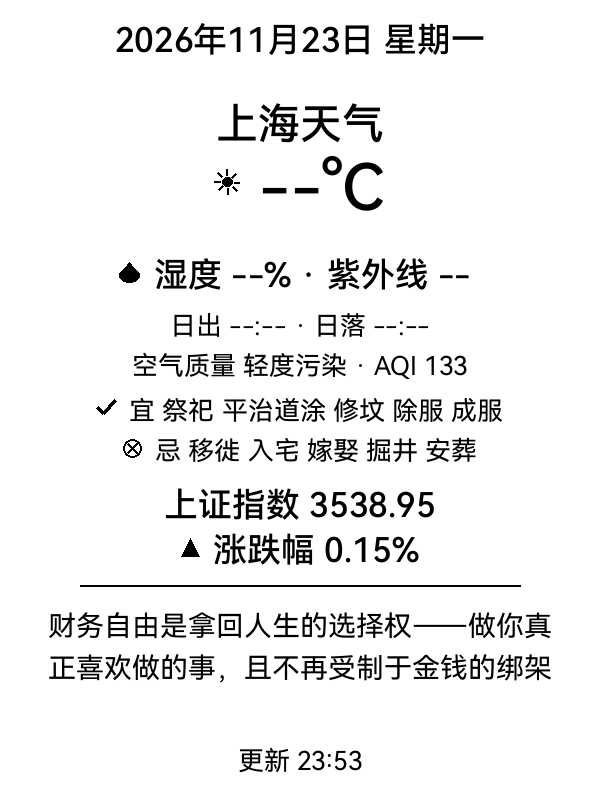 2026年11月23日 星期一
上海天气
--°C
湿度 --% · 紫外线 --
日出 --:-- · 日落 --:--
空气质量 轻度污染 · AQI 133
宜 祭祀 平治道涂 修坟 除服 成服
忌 移徙 入宅 嫁娶 掘井 安葬
上证指数 3538.95
▲ 涨跌幅 0.15%
财务自由是拿回人生的选择权——做你真
正喜欢做的事，且不再受制于金钱的绑架
更新 23:53